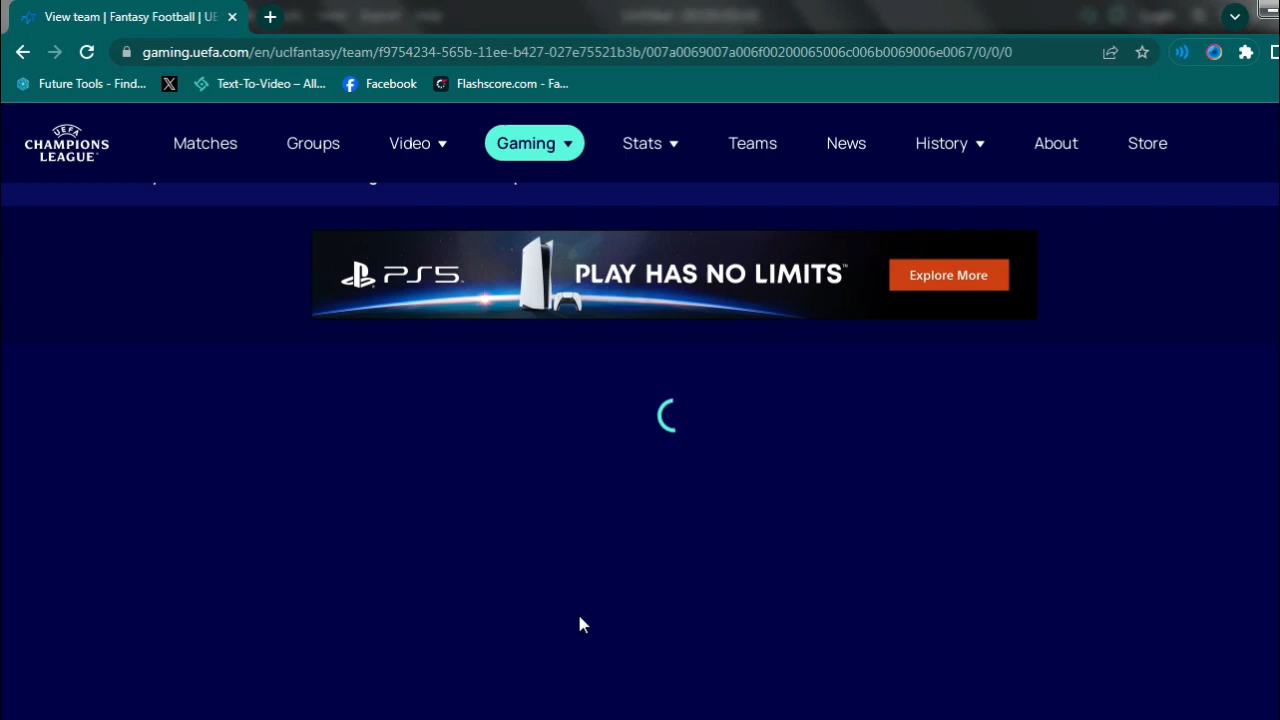 View team | Fantasy Football | UE
gaming.uefa.com/en/uclfantasy/team/f9754234-565b-11ee-b427-027e75521b3b/007a0069007a006f00200065006c006b0069006e0067/0/0/0
Future Tools - Find... Text-To-Video – All... Facebook Flashscore.com - Fa...
UEFA
CHAMPIONS
LEAGUE
Matches Groups Video Gaming Stats Teams News History About Store
PS5 PLAY HAS NO LIMITS™ Explore More